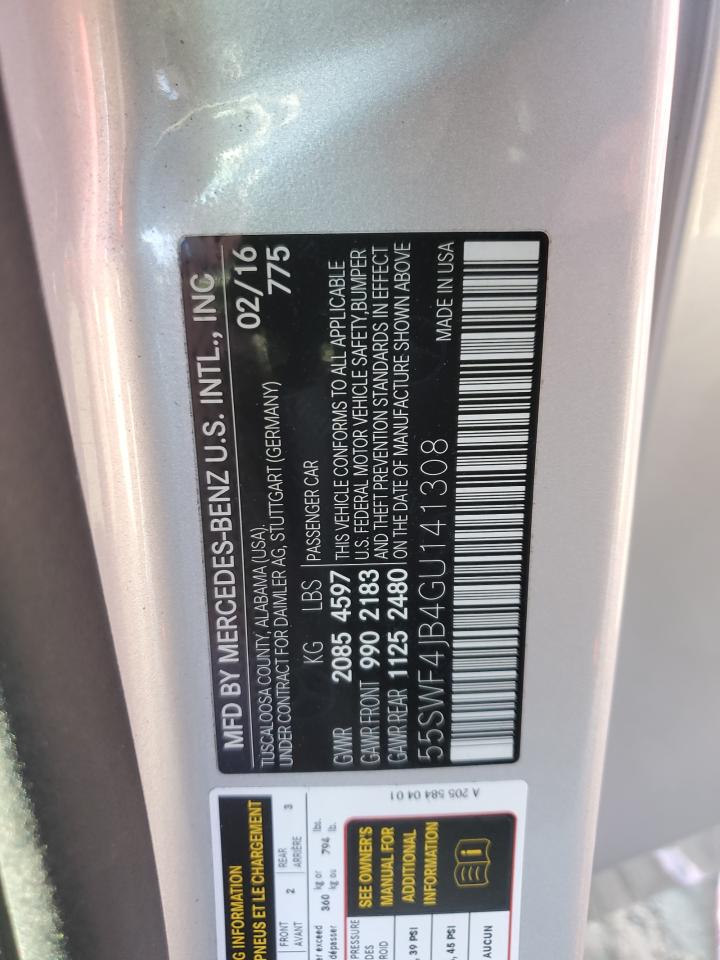 MFD BY MERCEDES-BENZ U.S. INTL., INC
TUSCALOOSA COUNTY, ALABAMA (USA).
02/16
UNDER CONTRACT FOR DAIMLER AG, STUTTGART (GERMANY)
775
KG LBS PASSENGER CAR
GVWR 2085 4597 THIS VEHICLE CONFORMS TO ALL APPLICABLE
GAWR FRONT 990 2183 U.S. FEDERAL MOTOR VEHICLE SAFETY,BUMPER
AND THEFT PREVENTION STANDARDS IN EFFECT
GAWR REAR 1125 2480 ON THE DATE OF MANUFACTURE SHOWN ABOVE
55SWF4JB4GU141308 MADE IN USA
INFORMATION
PNEUS ET LE CHARGEMENT
FRONT 2 REAR 3
AVANT ARRIÈRE
exceed 360 kg or 794 lbs.
dépasser kg ou lb.
PRESSURE
39 PSI
45 PSI
AUCUN
SEE OWNER'S
MANUAL FOR
ADDITIONAL
INFORMATION
A 205 584 04 01